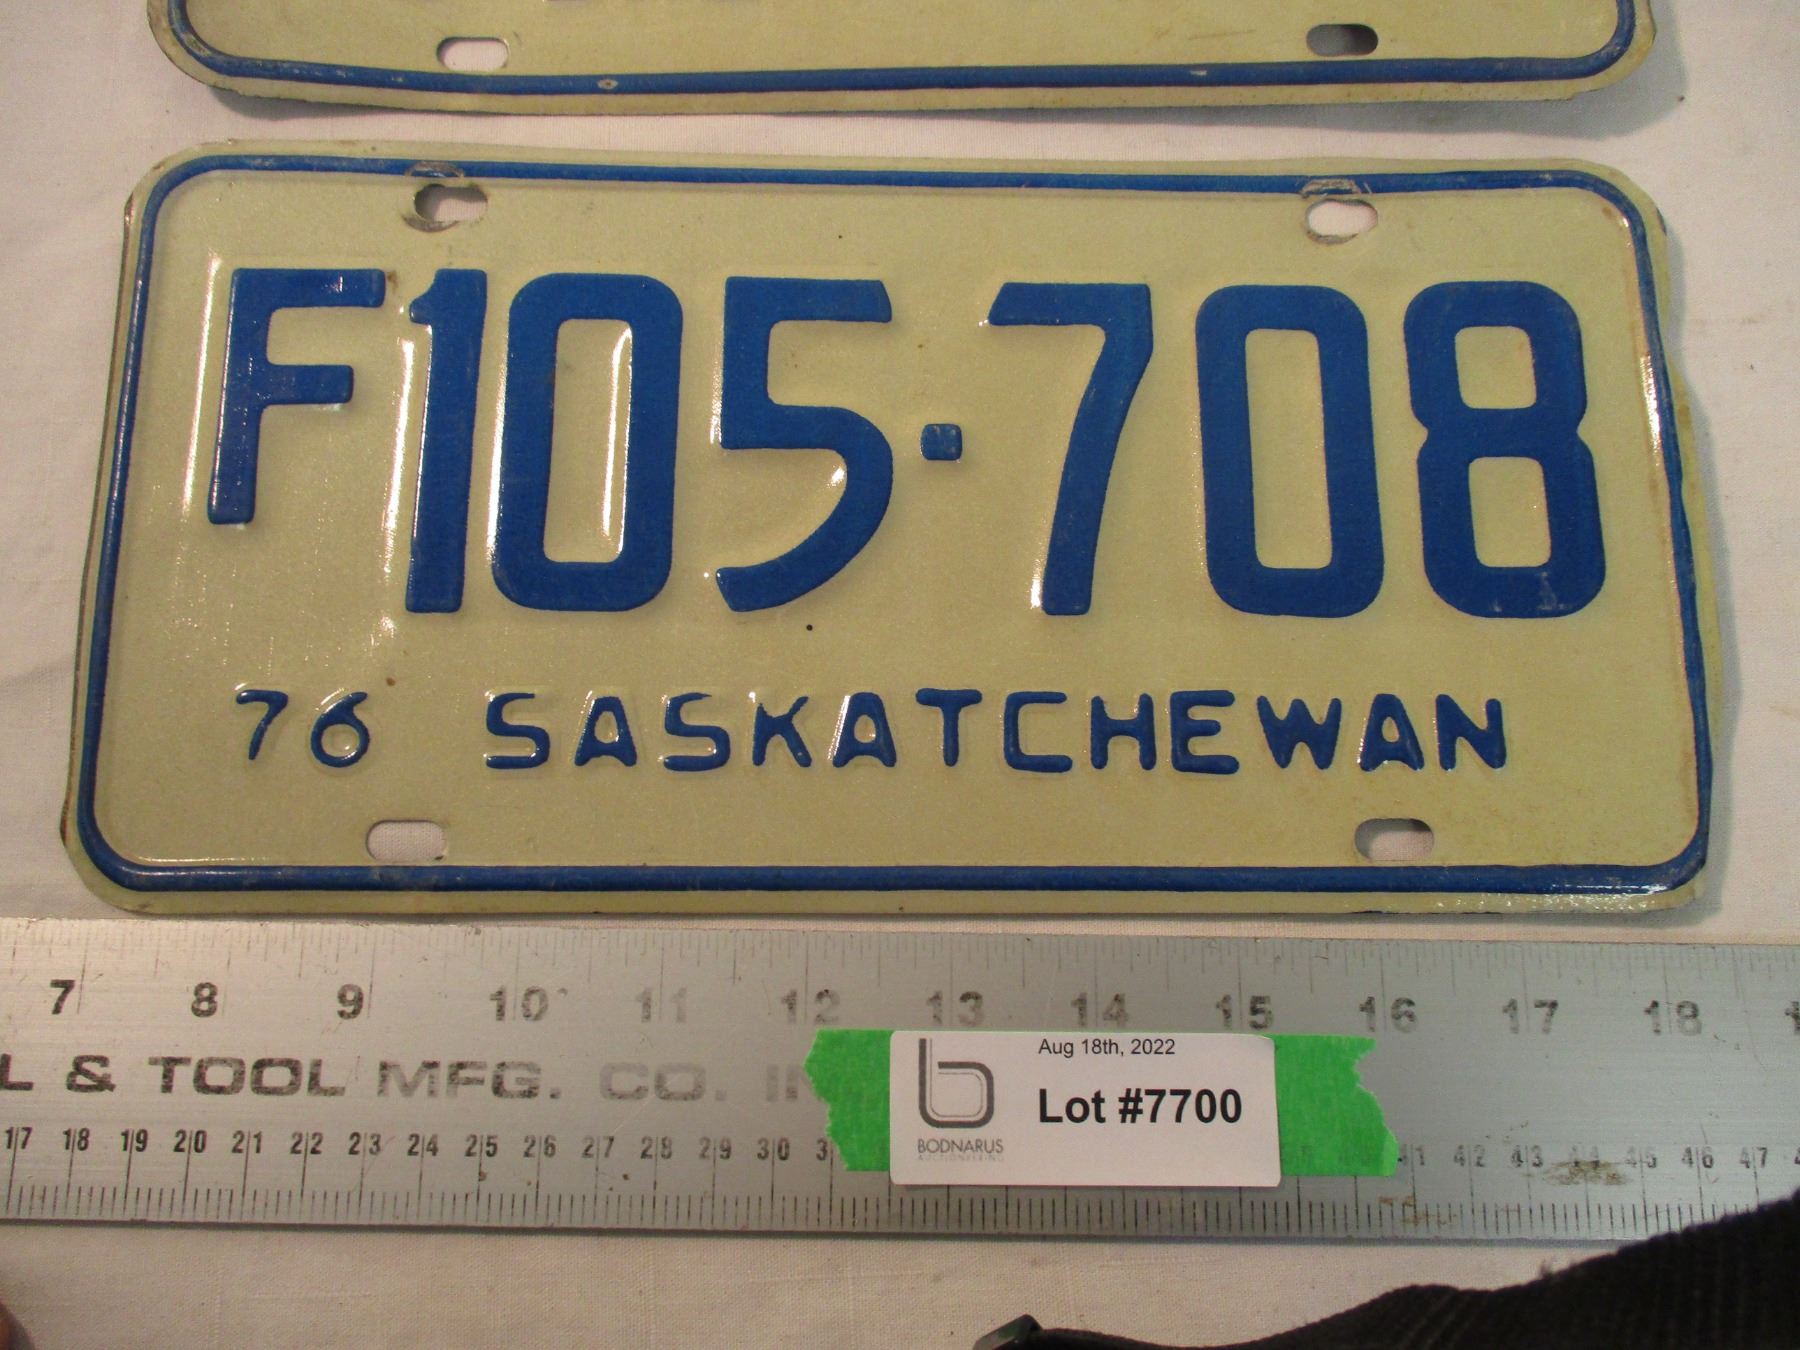 F105·708
76 SASKATCHEWAN
7 8 9 10 11 12 13 14 15 16 17 18
L & TOOL MFG. CO. IN
17 18 19 20 21 22 23 24 25 26 27 28 29 30 3 41 42 43 44 45 46 47
Aug 18th, 2022
Lot #7700
BODNARUS
AUCTIONEERING